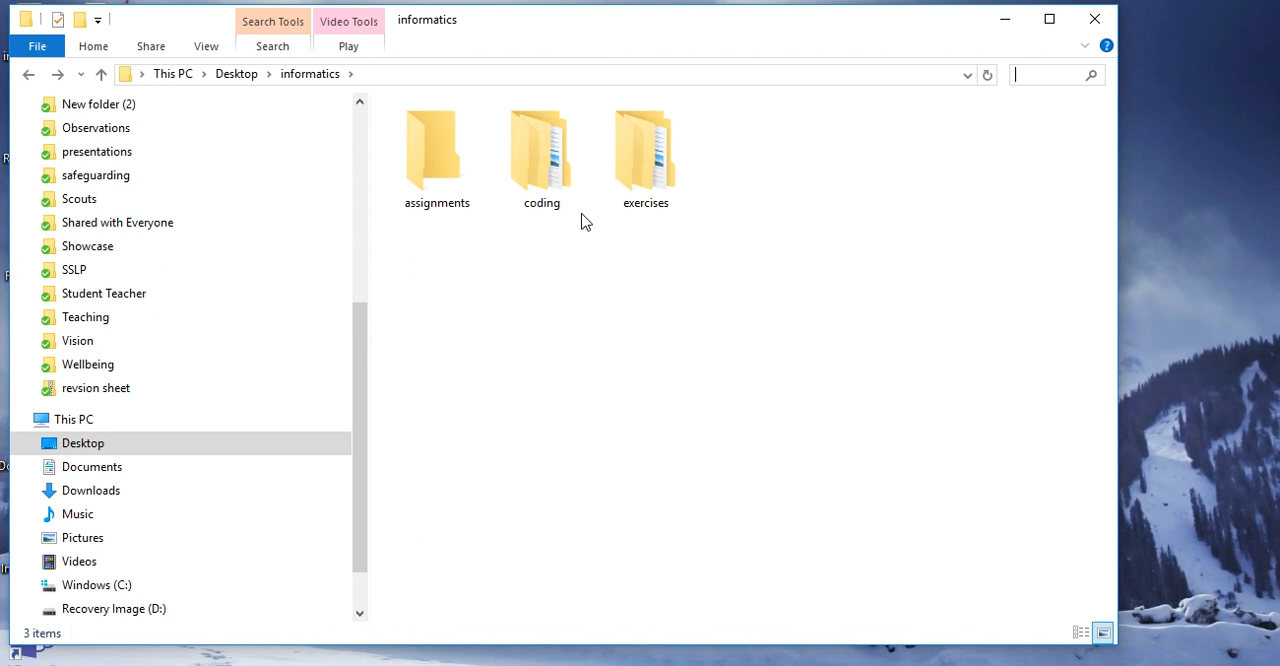 Search Tools
Video Tools
informatics
File
Home
Share
View
Search
Play
?
This PC
Desktop
informatics
New folder (2)
Observations
presentations
safeguarding
Scouts
Shared with Everyone
Showcase
SSLP
Student Teacher
Teaching
Vision
Wellbeing
revsion sheet
This PC
Desktop
Documents
Downloads
Music
Pictures
Videos
Windows (C:)
Recovery Image (D:)
assignments
coding
exercises
3 items